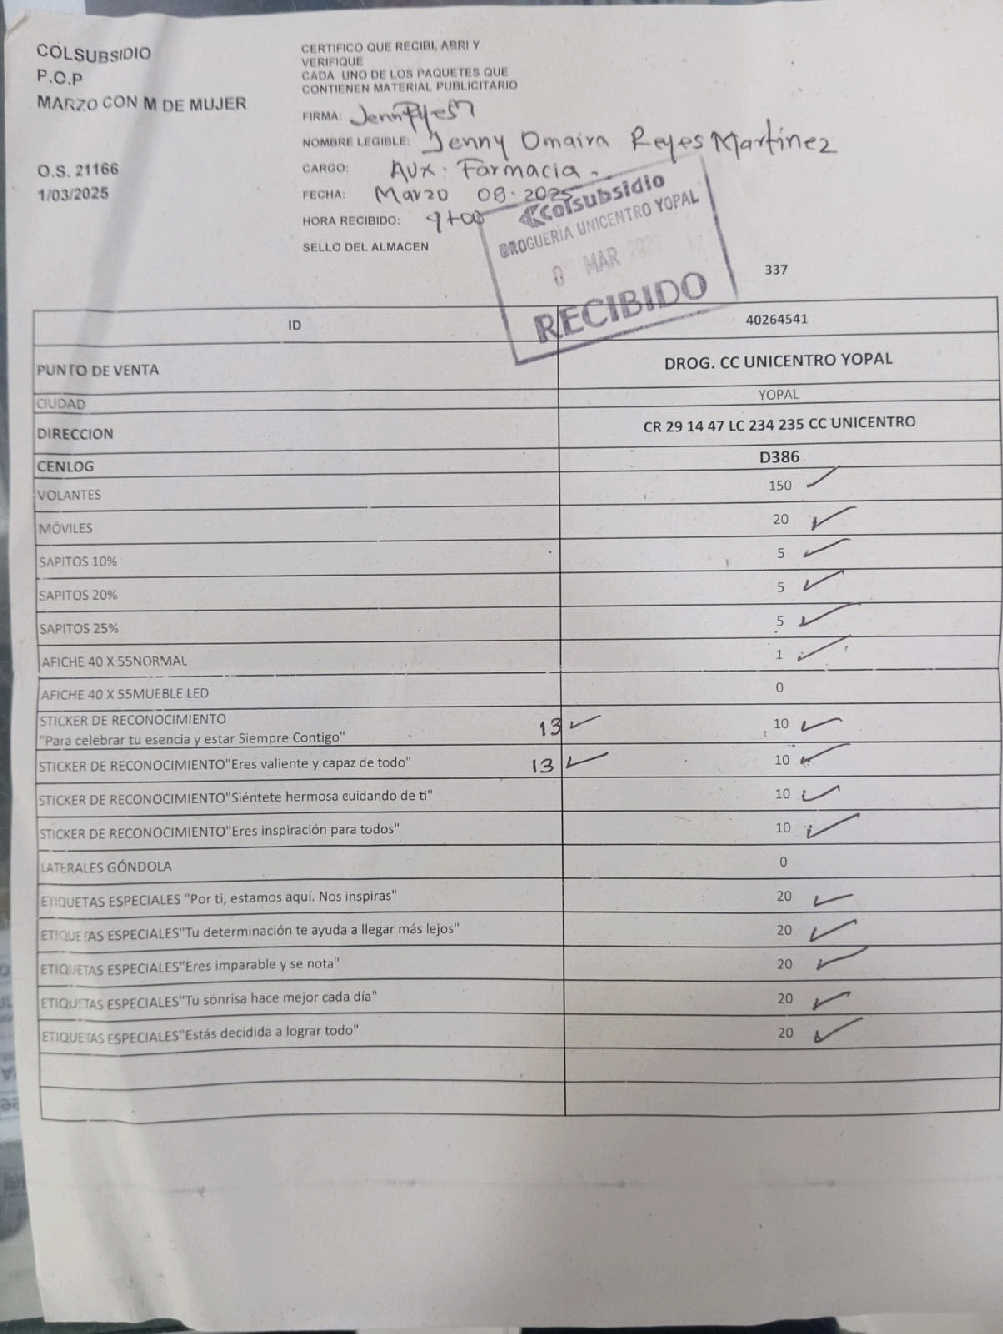 COLSUBSIDIO
P.O.P
MARZO CON M DE MUJER
O.S. 21166
1/03/2025
CERTIFICO QUE RECIBI, ABRI Y
VERIFIQUE
CADA UNO DE LOS PAQUETES QUE
CONTIENEN MATERIAL PUBLICITARIO
FIRMA:
NOMBRE LEGIBLE: Jenny Omaira Reyes Martinez
CARGO: Aux. Farmacia.
FECHA: Marzo 08-2025
HORA RECIBIDO: 9+00
SELLO DEL ALMACEN
Colsubsidio
DROGUERIA UNICENTRO YOPAL
MAR
RECIBIDO
337
ID 40264541
PUNTO DE VENTA DROG. CC UNICENTRO YOPAL
CIUDAD YOPAL
DIRECCION CR 29 14 47 LC 234 235 CC UNICENTRO
CENLOG D386
VOLANTES 150
MÓVILES 20
SAPITOS 10% 5
SAPITOS 20% 5
SAPITOS 25% 5
AFICHE 40 X 55NORMAL 1
AFICHE 40 X 55MUEBLE LED 0
STICKER DE RECONOCIMIENTO
"Para celebrar tu esencia y estar Siempre Contigo" 13 10
STICKER DE RECONOCIMIENTO"Eres valiente y capaz de todo" 13 10
STICKER DE RECONOCIMIENTO"Siéntete hermosa cuidando de ti" 10
STICKER DE RECONOCIMIENTO"Eres inspiración para todos" 10
LATERALES GÓNDOLA 0
ETIQUETAS ESPECIALES "Por ti, estamos aquí. Nos inspiras" 20
ETIQUETAS ESPECIALES"Tu determinación te ayuda a llegar más lejos" 20
ETIQUETAS ESPECIALES"Eres imparable y se nota" 20
ETIQUETAS ESPECIALES"Tu sonrisa hace mejor cada día" 20
ETIQUETAS ESPECIALES"Estás decidida a lograr todo" 20